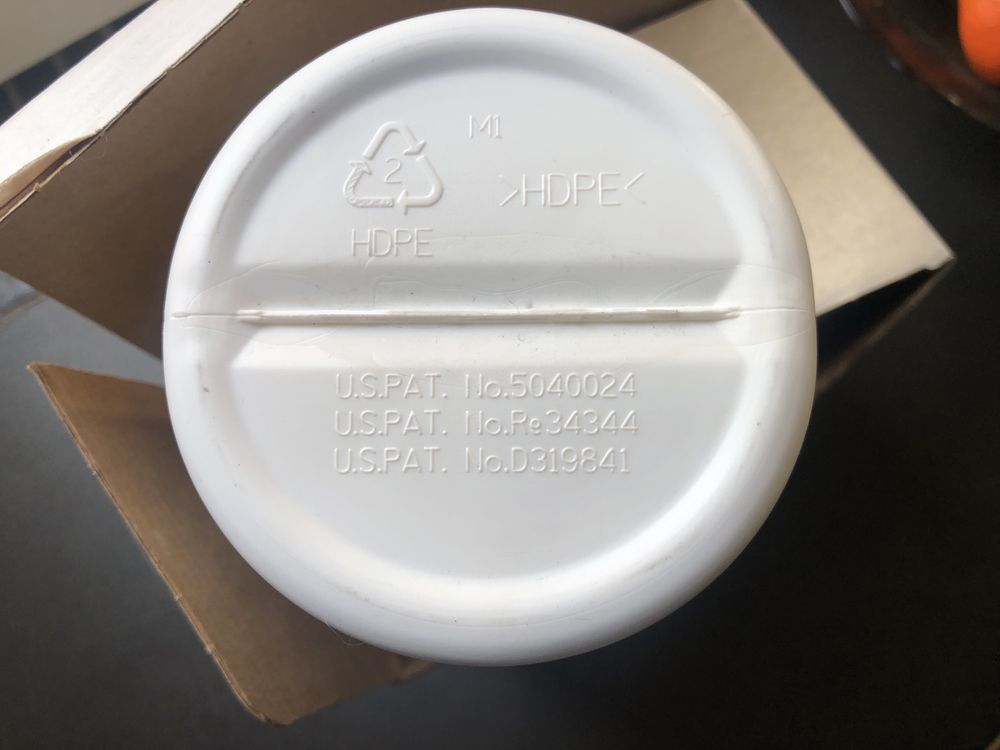 M1
2
>HDPE<
HDPE
U.S.PAT. No.5040024
U.S.PAT. No.Re34344
U.S.PAT. No.D319841